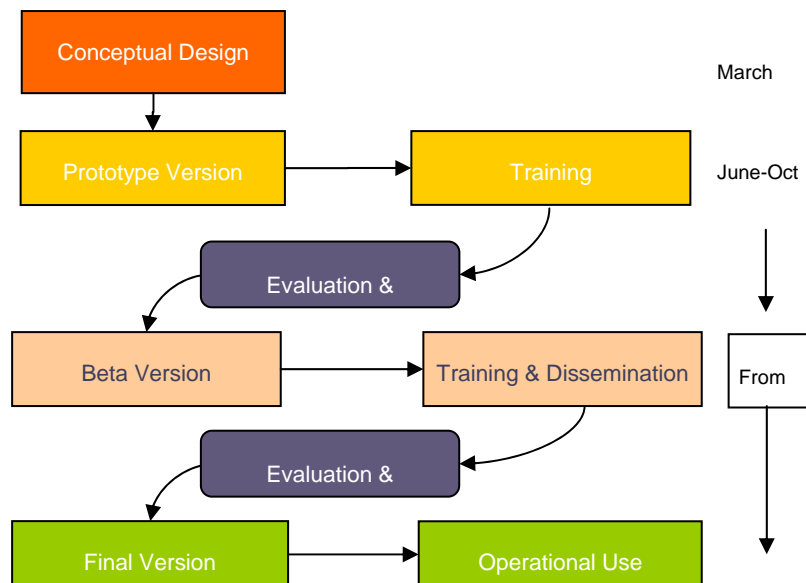 Conceptual Design
March
Prototype Version
Training
June-Oct
Evaluation &
Beta Version
Training & Dissemination
From
Evaluation &
Final Version
Operational Use